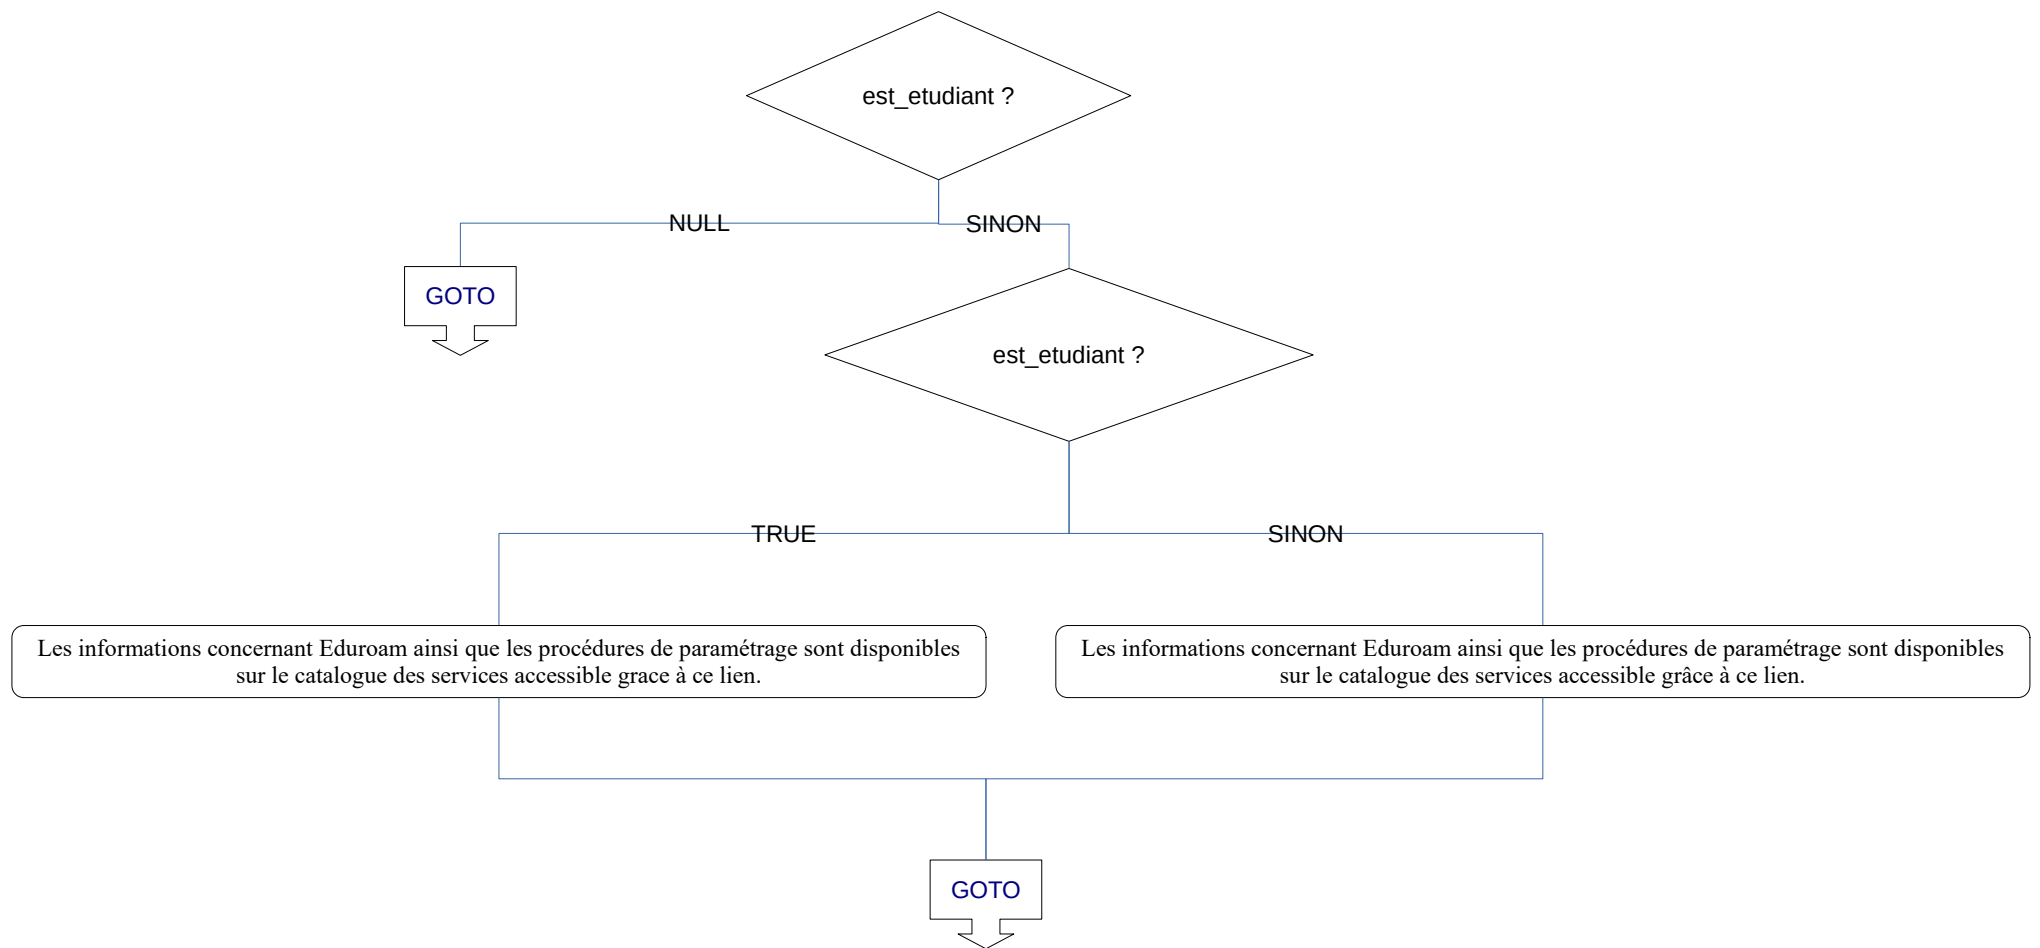 est_etudiant ?
NULL
SINON
GOTO
est_etudiant ?
TRUE
SINON
Les informations concernant Eduroam ainsi que les procédures de paramétrage sont disponibles
sur le catalogue des services accessible grace à ce lien.
Les informations concernant Eduroam ainsi que les procédures de paramétrage sont disponibles
sur le catalogue des services accessible grâce à ce lien.
GOTO